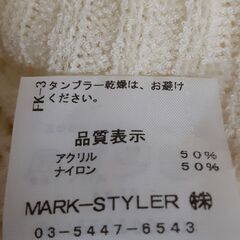 FK-3
タンブラー乾燥は、お避け
ください。
品質表示
アクリル 50%
ナイロン 50%
MARK-STYLER ㈱
03-5447-6543